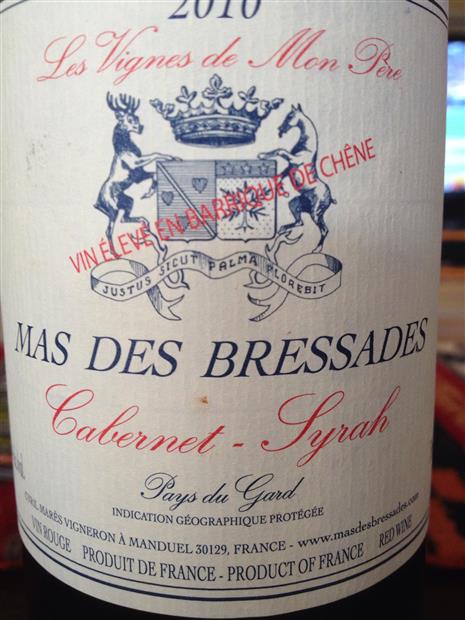 2010
Les Vignes de Mon Père
VIN ÉLEVÉ EN BARRIQUE DE CHÊNE
JUSTUS SICUT PALMA FLOREBIT
MAS DES BRESSADES
Cabernet - Syrah
Pays du Gard
INDICATION GÉOGRAPHIQUE PROTÉGÉE
CYRIL MARÈS VIGNERON À MANDUEL 30129, FRANCE - www.masdesbressades.com
VIN ROUGE PRODUIT DE FRANCE - PRODUCT OF FRANCE RED WINE